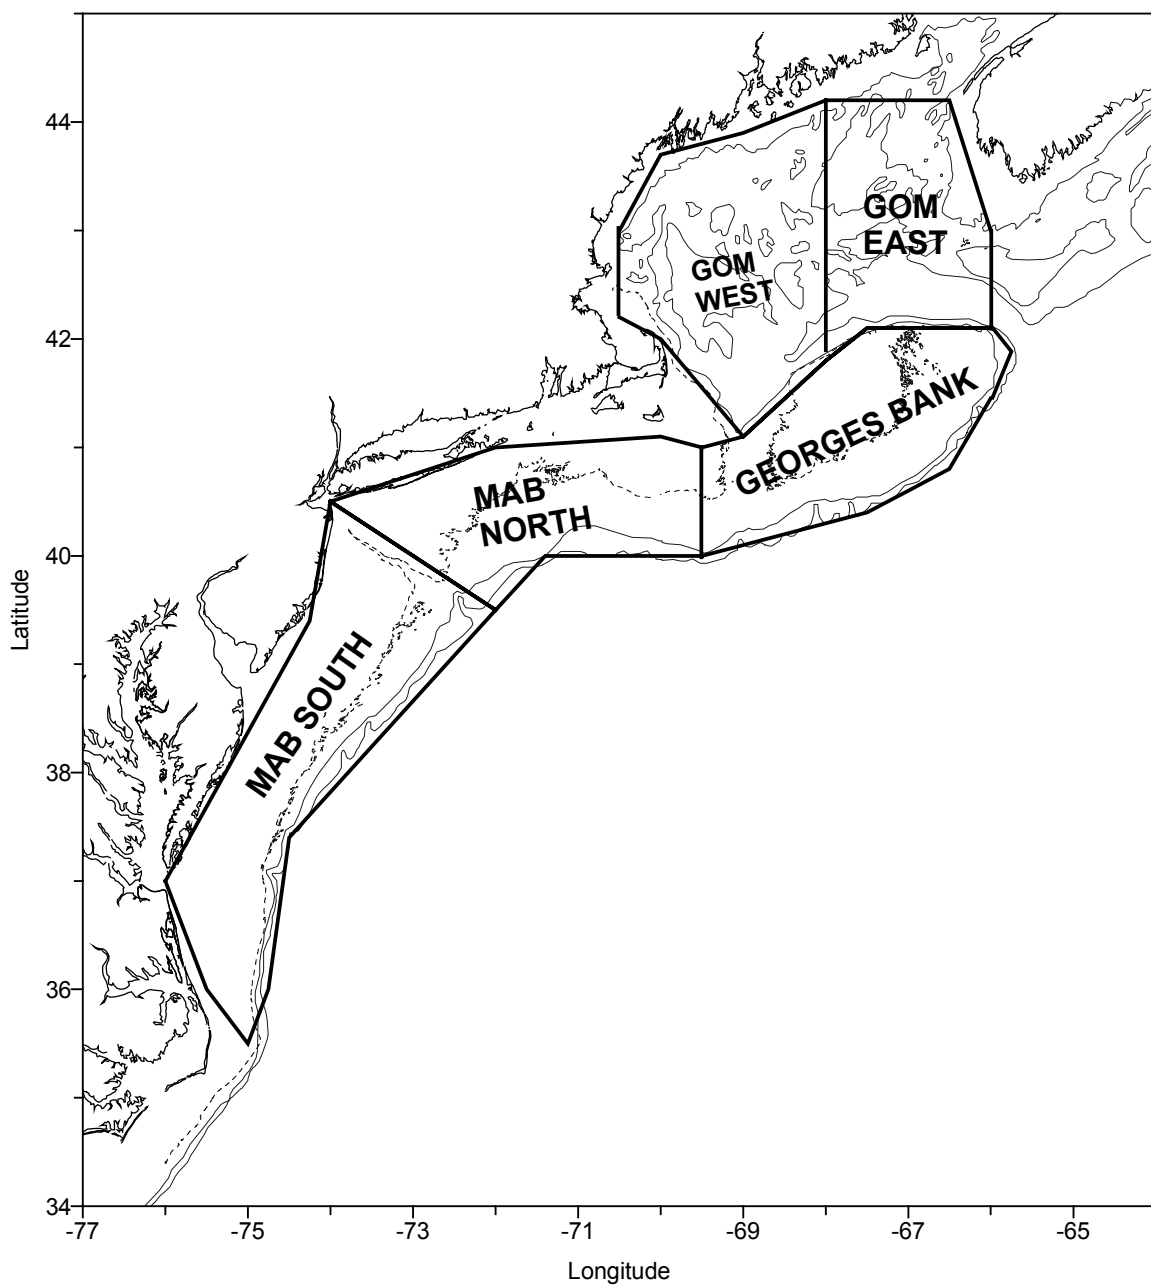 44
42
40
38
36
34
Latitude
GOM
EAST
GOM
WEST
GEORGES BANK
MAB
NORTH
MAB SOUTH
-77
-75
-73
-71
-69
-67
-65
Longitude